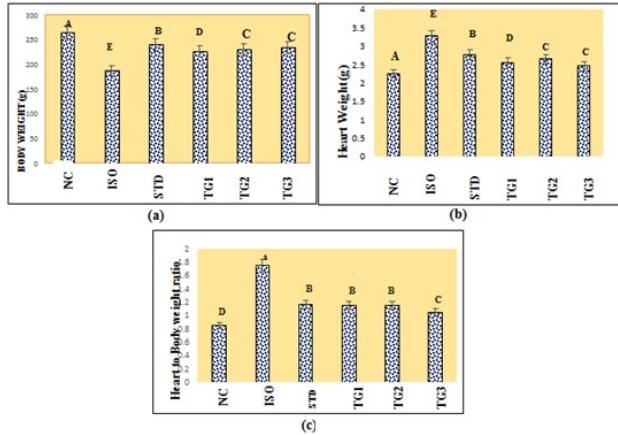 300
250
200
150
100
50
0
BODY WEIGHT(g)
A
E
B
D
C
C
NC
ISO
STD
TG1
TG2
TG3
(a)
4
3.5
3
2.5
2
1.5
1
0.5
0
Heart Weight(g)
A
E
B
D
C
C
NC
ISO
STD
TG1
TG2
TG3
(b)
2
1.8
1.6
1.4
1.2
1
0.8
0.6
0.4
0.2
0
Heart to Body weight ratio
D
A
B
B
B
C
NC
ISO
STD
TG1
TG2
TG3
(c)